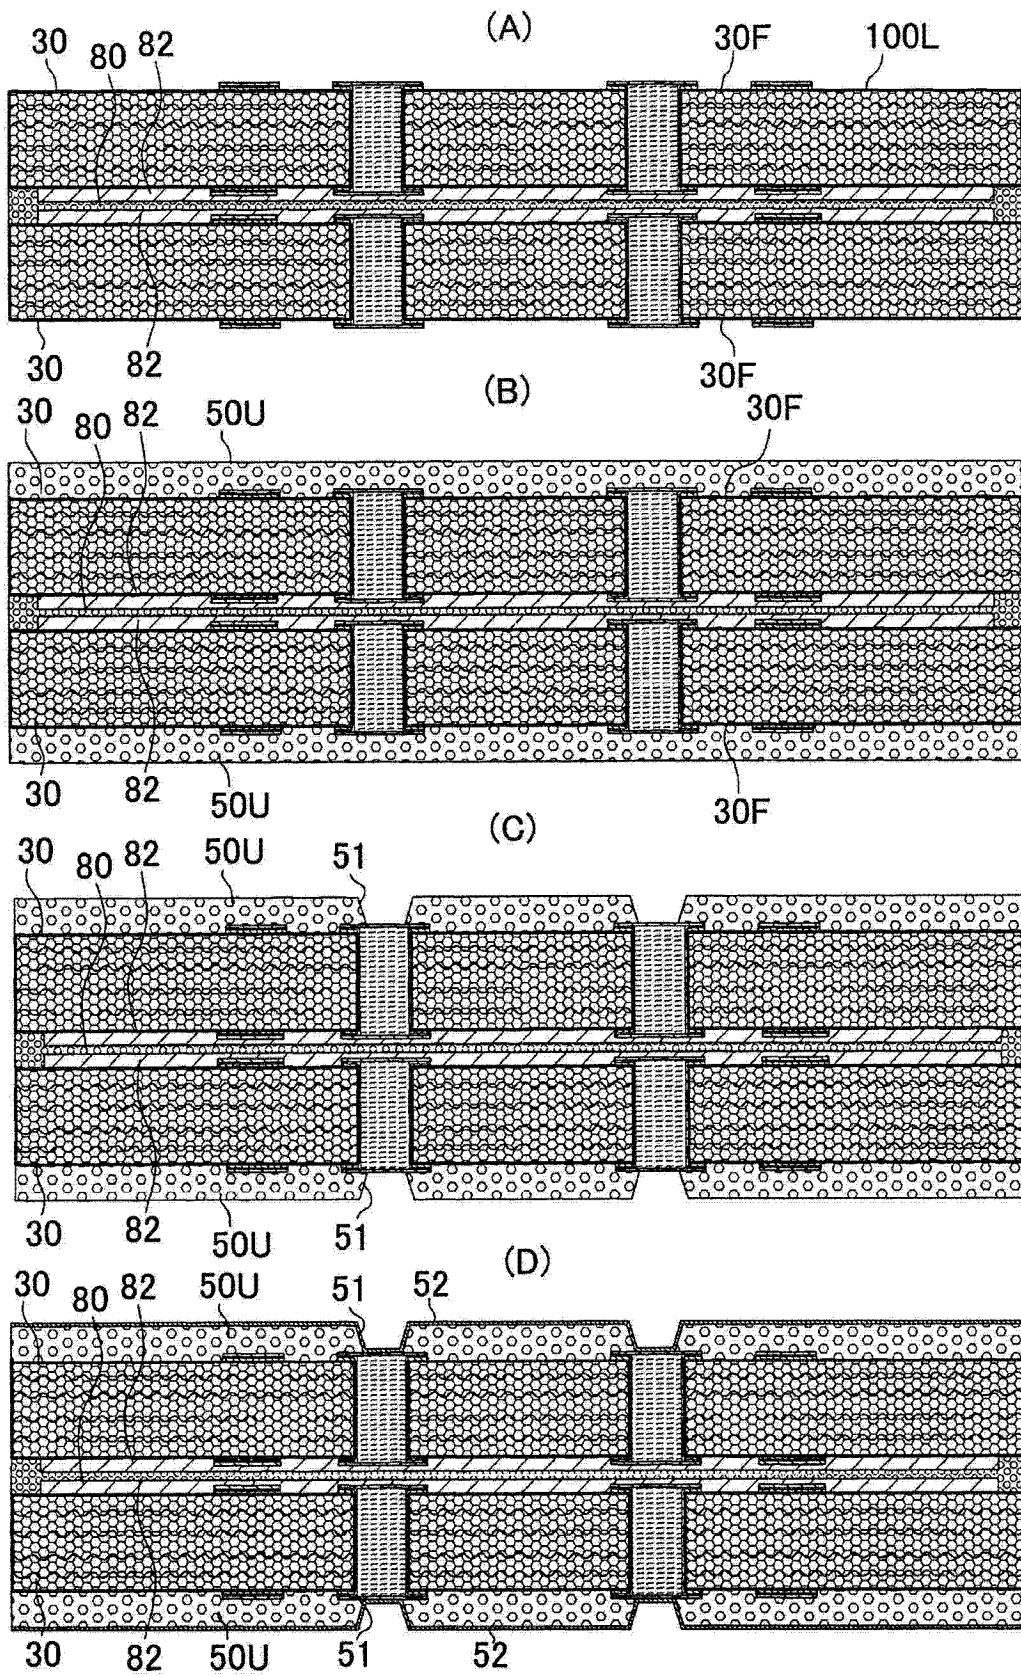 (A)
30 80 82 30F 100L
30 82 30F
(B)
30 80 82 50U 30F
30 82 50U 30F
(C)
30 80 82 50U 51
30 82 50U 51
(D)
30 80 82 50U 51 52
30 82 50U 51 52